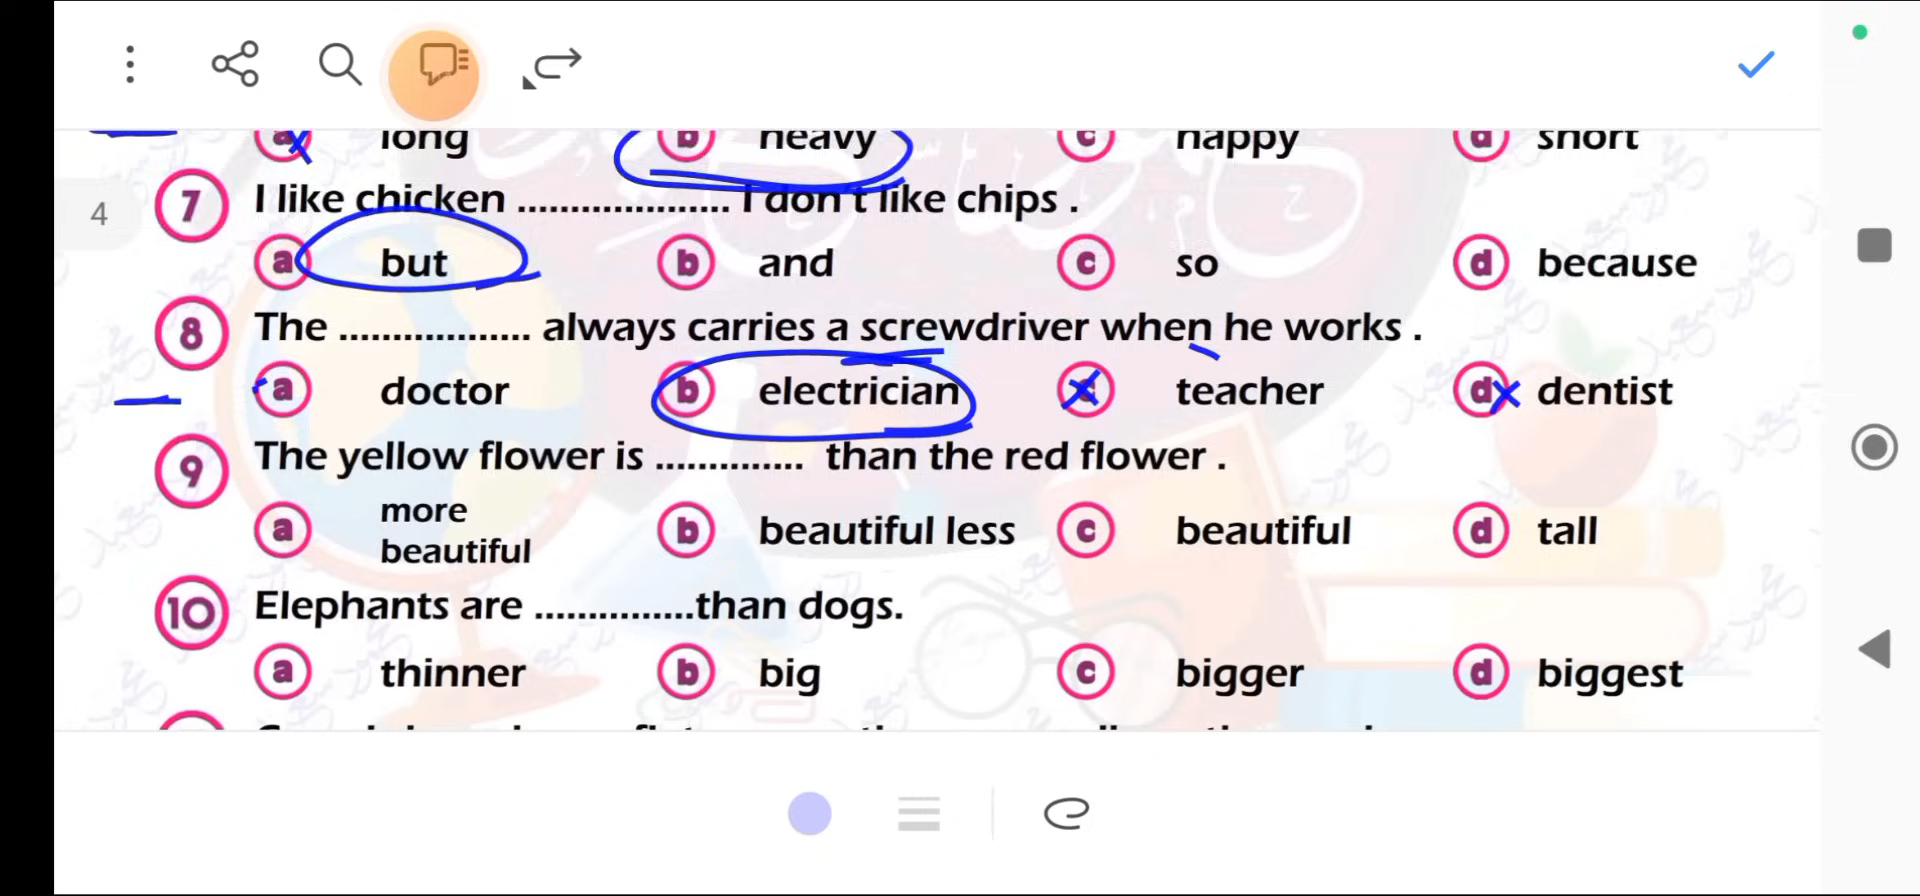 a long b heavy c happy d short
4
7 I like chicken .................... I don't like chips .
a but b and c so d because
8 The .................. always carries a screwdriver when he works .
a doctor b electrician c teacher d dentist
9 The yellow flower is .............. than the red flower .
a more beautiful b beautiful less c beautiful d tall
10 Elephants are ...............than dogs.
a thinner b big c bigger d biggest